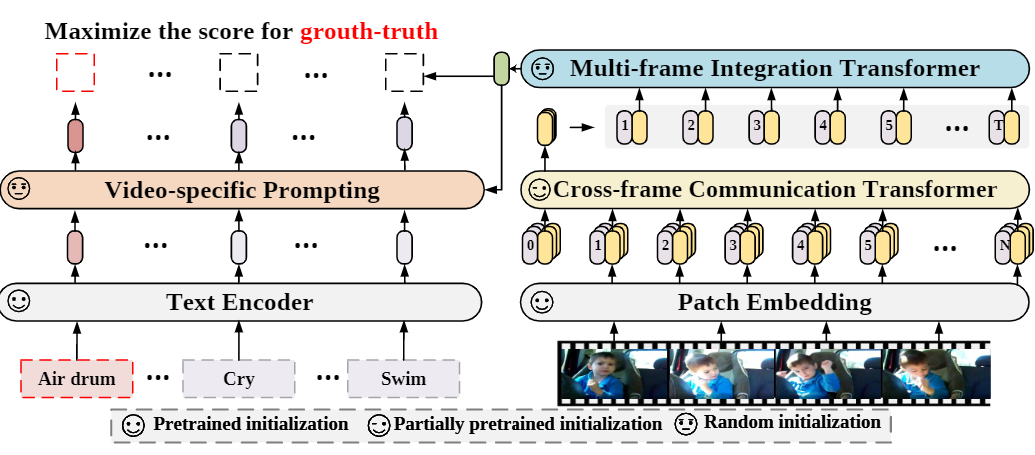 Maximize the score for grouth-truth
... ...
Multi-frame Integration Transformer
1 2 3 4 5 ... T
... ...
Video-specific Prompting
Cross-frame Communication Transformer
... ...
0 1 2 3 4 5 ... N
Text Encoder
Patch Embedding
Air drum ... Cry ... Swim
Pretrained initialization Partially pretrained initialization Random initialization